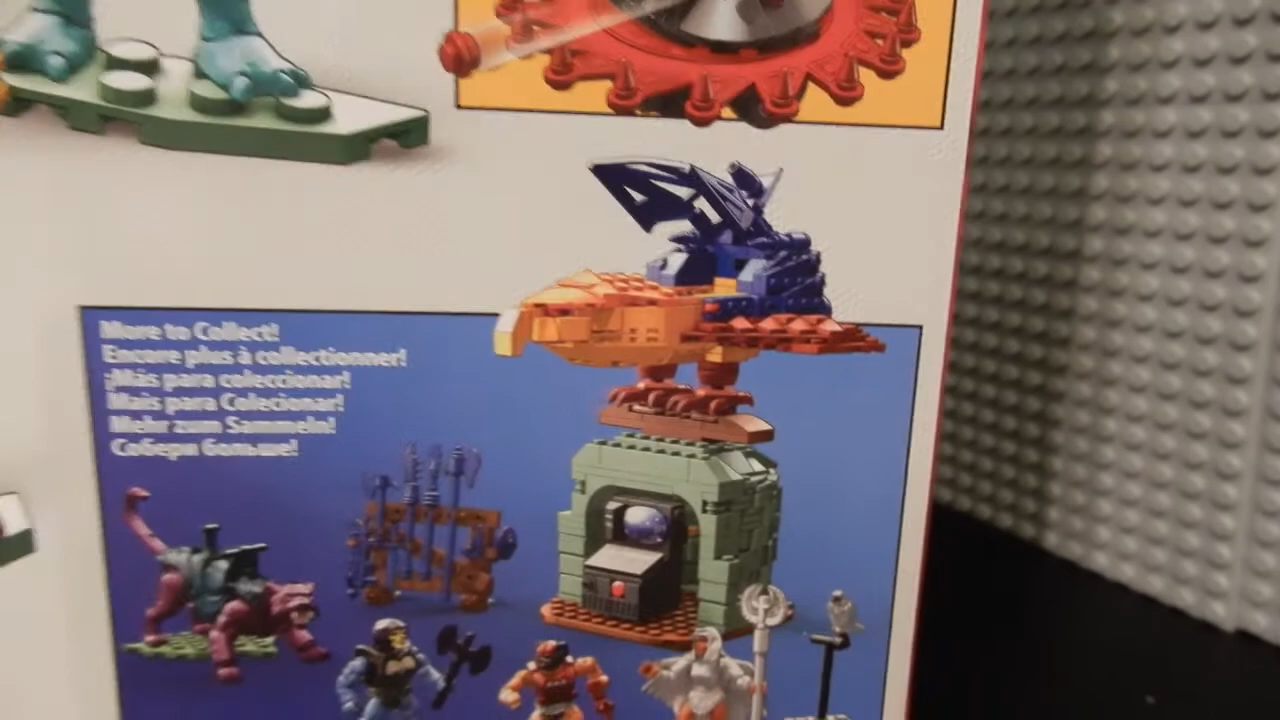 More to Collect!
Encore plus à collectionner!
¡Más para coleccionar!
Mais para Colecionar!
Mehr zum Sammeln!
Собери больше!